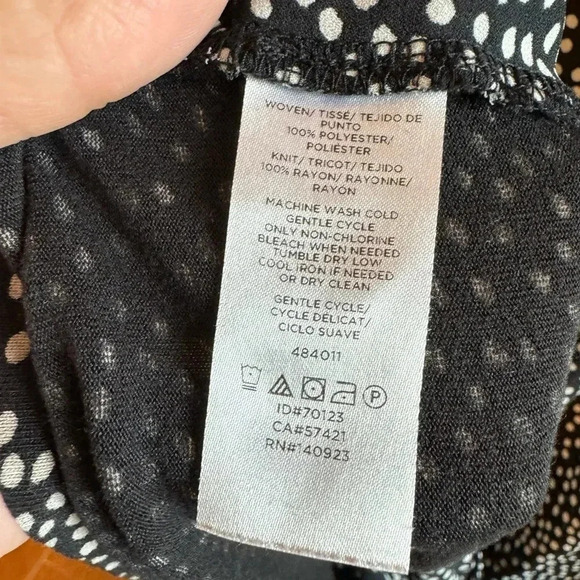 WOVEN/ TISSÉ/ TEJIDO DE
PUNTO
100% POLYESTER/
POLIÉSTER
KNIT/ TRICOT/ TEJIDO
100% RAYON/ RAYONNE/
RAYON
MACHINE WASH COLD
GENTLE CYCLE
ONLY NON-CHLORINE
BLEACH WHEN NEEDED
TUMBLE DRY LOW
COOL IRON IF NEEDED
OR DRY CLEAN
GENTLE CYCLE/
CYCLE DÉLICAT/
CICLO SUAVE
484011
P
ID#70123
CA#57421
RN#140923